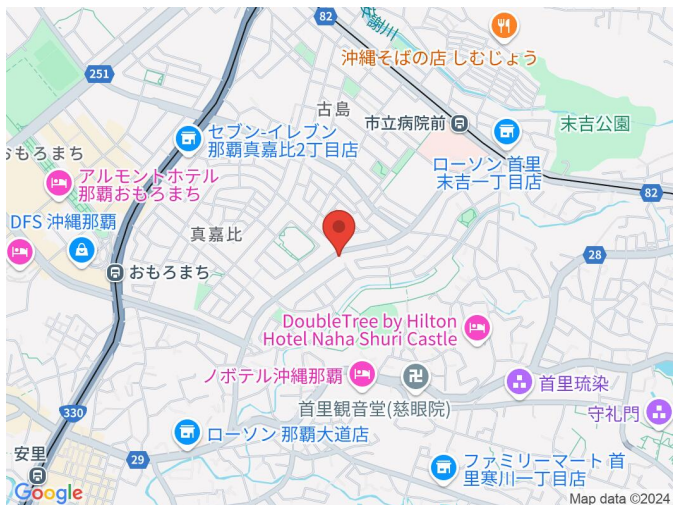 82
沖縄そばの店 しむじょう
251
古島
市立病院前
末吉公園
セブン-イレブン
那覇真嘉比2丁目店
ローソン 首里
末吉一丁目店
おもろまち
アルモントホテル
那覇おもろまち
82
DFS 沖縄那覇
真嘉比
28
おもろまち
DoubleTree by Hilton
Hotel Naha Shuri Castle
ノボテル沖縄那覇
首里琉染
首里観音堂(慈眼院)
守礼門
330
ローソン 那覇大道店
安里
29
ファミリーマート 首
里寒川一丁目店
Google
Map data ©2024